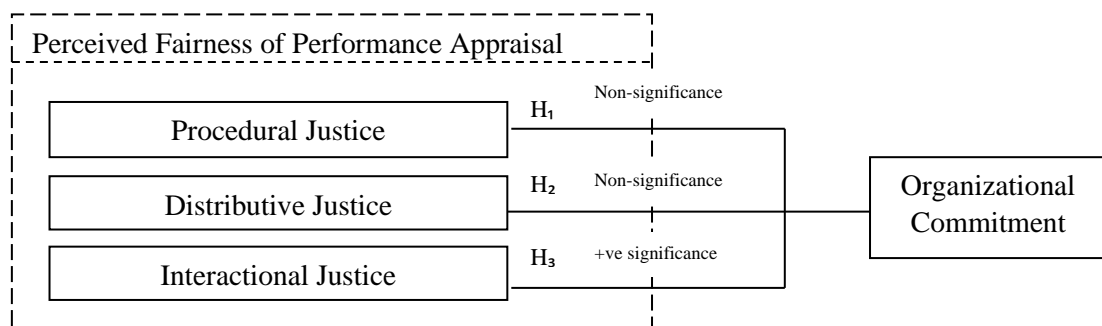 Perceived Fairness of Performance Appraisal
Non-significance
H₁
Procedural Justice
Non-significance
H₂
Distributive Justice
Organizational
Commitment
+ve significance
H₃
Interactional Justice